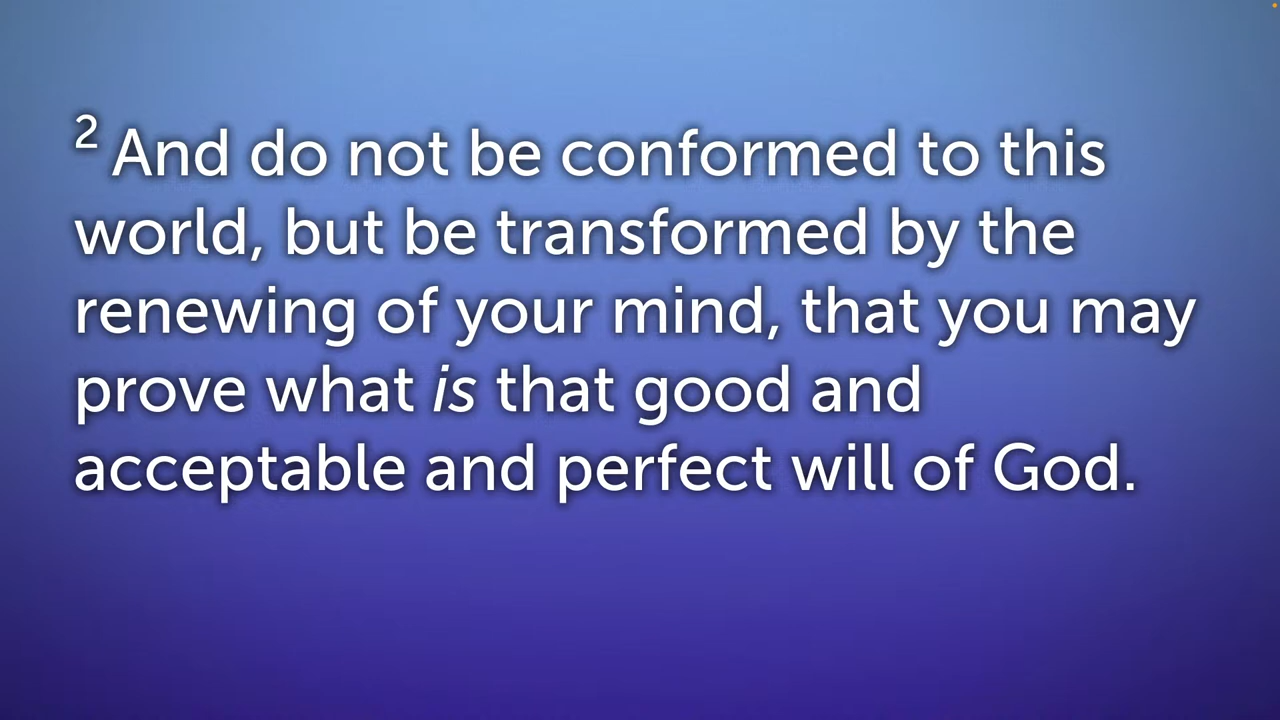 2 And do not be conformed to this
world, but be transformed by the
renewing of your mind, that you may
prove what is that good and
acceptable and perfect will of God.